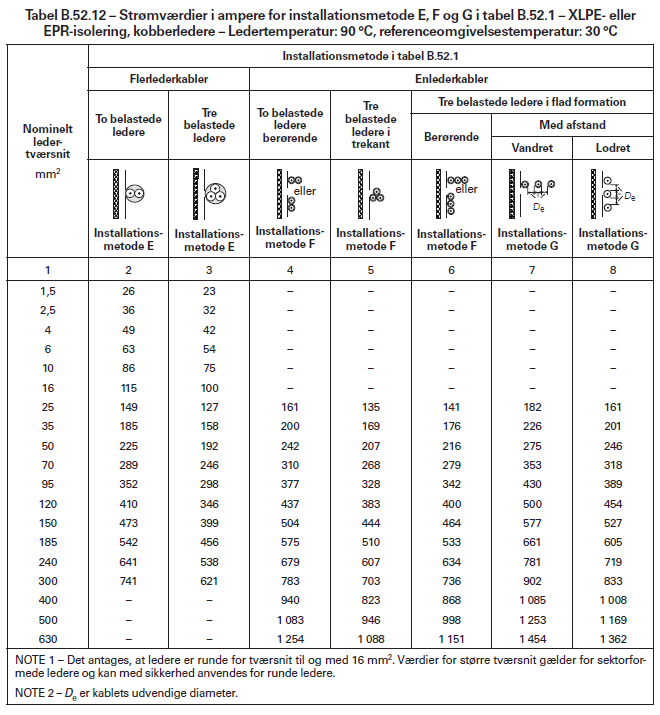 Tabel B.52.12 – Strømværdier i ampere for installationsmetode E, F og G i tabel B.52.1 – XLPE- eller
EPR-isolering, kobberledere – Ledertemperatur: 90 ºC, referenceomgivelsestemperatur: 30 ºC
Nominelt leder-tværsnit mm²
Installationsmetode i tabel B.52.1
Flerlederkabler Enlederkabler
To belastede ledere
Tre belastede ledere
To belastede ledere berørende
Tre belastede ledere i trekant
Tre belastede ledere i flad formation
Berørende
Med afstand
Vandret Lodret
eller
eller
De
De
Installations-metode E
Installations-metode E
Installations-metode F
Installations-metode F
Installations-metode F
Installations-metode G
Installations-metode G
1 2 3 4 5 6 7 8
1,5 26 23 – – – – –
2,5 36 32 – – – – –
4 49 42 – – – – –
6 63 54 – – – – –
10 86 75 – – – – –
16 115 100 – – – – –
25 149 127 161 135 141 182 161
35 185 158 200 169 176 226 201
50 225 192 242 207 216 275 246
70 289 246 310 268 279 353 318
95 352 298 377 328 342 430 389
120 410 346 437 383 400 500 454
150 473 399 504 444 464 577 527
185 542 456 575 510 533 661 605
240 641 538 679 607 634 781 719
300 741 621 783 703 736 902 833
400 – – 940 823 868 1 085 1 008
500 – – 1 083 946 998 1 253 1 169
630 – – 1 254 1 088 1 151 1 454 1 362
NOTE 1 – Det antages, at ledere er runde for tværsnit til og med 16 mm². Værdier for større tværsnit gælder for sektorfor-
mede ledere og kan med sikkerhed anvendes for runde ledere.
NOTE 2 – De er kablets udvendige diameter.